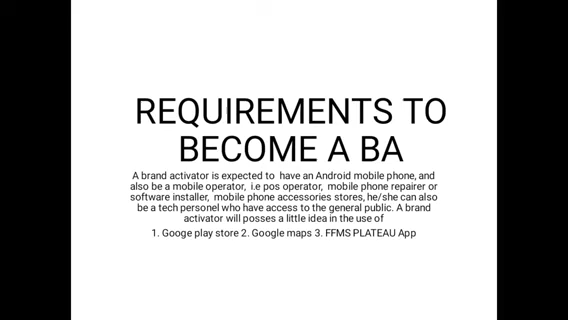 REQUIREMENTS TO
BECOME A BA
A brand activator is expected to have an Android mobile phone, and
also be a mobile operator, i.e pos operator, mobile phone repairer or
software installer, mobile phone accessories stores, he/she can also
be a tech personel who have access to the general public. A brand
activator will posses a little idea in the use of
1. Googe play store 2. Google maps 3. FFMS PLATEAU App